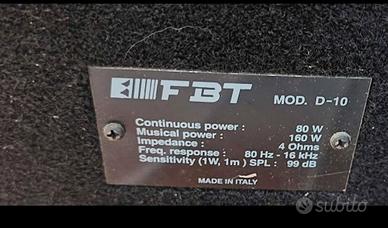 FBT MOD. D-10
Continuous power : 80 W
Musical power : 160 W
Impedance : 4 Ohms
Freq. response : 80 Hz - 16 kHz
Sensitivity (1W, 1m) SPL : 99 dB
MADE IN ITALY
subito